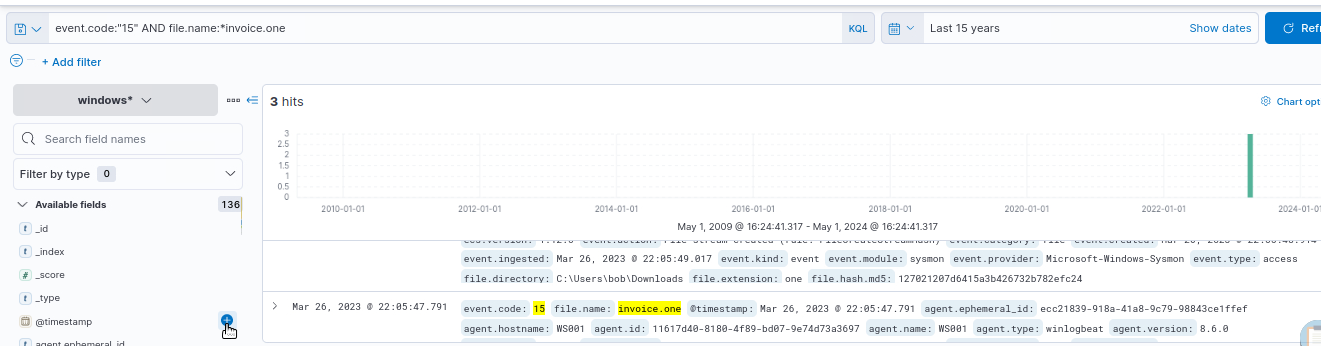 event.code:"15" AND file.name:*invoice.one KQL Last 15 years Show dates Refr
+ Add filter
windows*
Search field names
Filter by type 0
Available fields 136
t _id
t _index
# _score
t _type
@timestamp
t agent.ephemeral_id
3 hits
Chart opt
3
2.5
2
1.5
1
0.5
0
2010-01-01 2012-01-01 2014-01-01 2016-01-01 2018-01-01 2020-01-01 2022-01-01 2024-01-01
May 1, 2009 @ 16:24:41.317 - May 1, 2024 @ 16:24:41.317
event.ingested: Mar 26, 2023 @ 22:05:49.017 event.kind: event event.module: sysmon event.provider: Microsoft-Windows-Sysmon event.type: access
file.directory: C:\Users\bob\Downloads file.extension: one file.hash.md5: 127021207d6415a3b426732b782efc24
Mar 26, 2023 @ 22:05:47.791 event.code: 15 file.name: invoice.one @timestamp: Mar 26, 2023 @ 22:05:47.791 agent.ephemeral_id: ecc21839-918a-41a8-9c79-98843ce1ffef
agent.hostname: WS001 agent.id: 11617d40-8180-4f89-bd07-9e74d73a3697 agent.name: WS001 agent.type: winlogbeat agent.version: 8.6.0